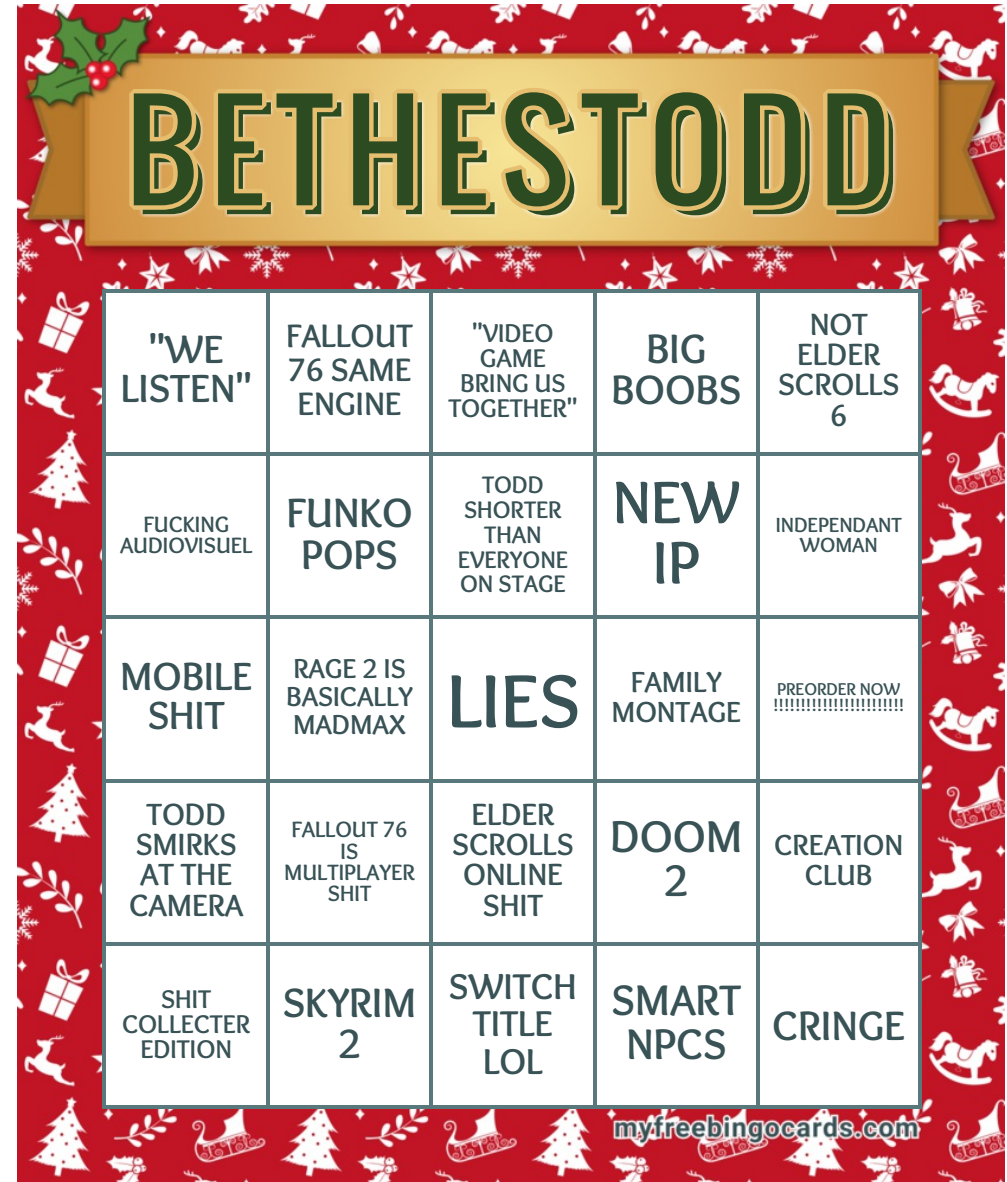 BETHESTODD
"WE
LISTEN"
FALLOUT
76 SAME
ENGINE
"VIDEO
GAME
BRING US
TOGETHER"
BIG
BOOBS
NOT
ELDER
SCROLLS
6
FUCKING
AUDIOVISUEL
FUNKO
POPS
TODD
SHORTER
THAN
EVERYONE
ON STAGE
NEW
IP
INDEPENDANT
WOMAN
MOBILE
SHIT
RAGE 2 IS
BASICALLY
MADMAX
LIES
FAMILY
MONTAGE
PREORDER NOW
!!!!!!!!!!!!!!!!!!!!!!!!
TODD
SMIRKS
AT THE
CAMERA
FALLOUT 76
IS
MULTIPLAYER
SHIT
ELDER
SCROLLS
ONLINE
SHIT
DOOM
2
CREATION
CLUB
SHIT
COLLECTER
EDITION
SKYRIM
2
SWITCH
TITLE
LOL
SMART
NPCS
CRINGE
myfreebingocards.com